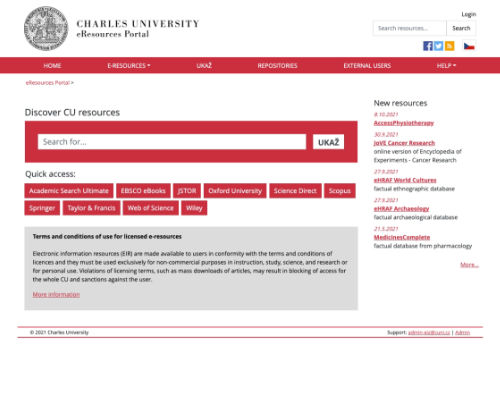 CHARLES UNIVERSITY
eResources Portal
Login
Search resources...
Search
HOME
E-RESOURCES
UKAŽ
REPOSITORIES
EXTERNAL USERS
HELP
eResources Portal >
Discover CU resources
Search for...
UKAŽ
Quick access:
Academic Search Ultimate
EBSCO eBooks
JSTOR
Oxford University
Science Direct
Scopus
Springer
Taylor & Francis
Web of Science
Wiley
Terms and conditions of use for licensed e-resources
Electronic information resources (EIR) are made available to users in conformity with the terms and conditions of
licences and they must be used exclusively for non-commercial purposes in instruction, study, science, and research or
for personal use. Violations of licensing terms, such as mass downloads of articles, may result in blocking of access for
the whole CU and sanctions against the user.
More information
New resources
8.10.2021
AccessPhysiotherapy
30.9.2021
JoVE Cancer Research
online version of Encyclopedia of
Experiments - Cancer Research
27.9.2021
eHRAF World Cultures
factual ethnographic database
27.9.2021
eHRAF Archaeology
factual archaeological database
21.5.2021
MedicinesComplete
factual database from pharmacology
More...
© 2021 Charles University
Support: | Admin